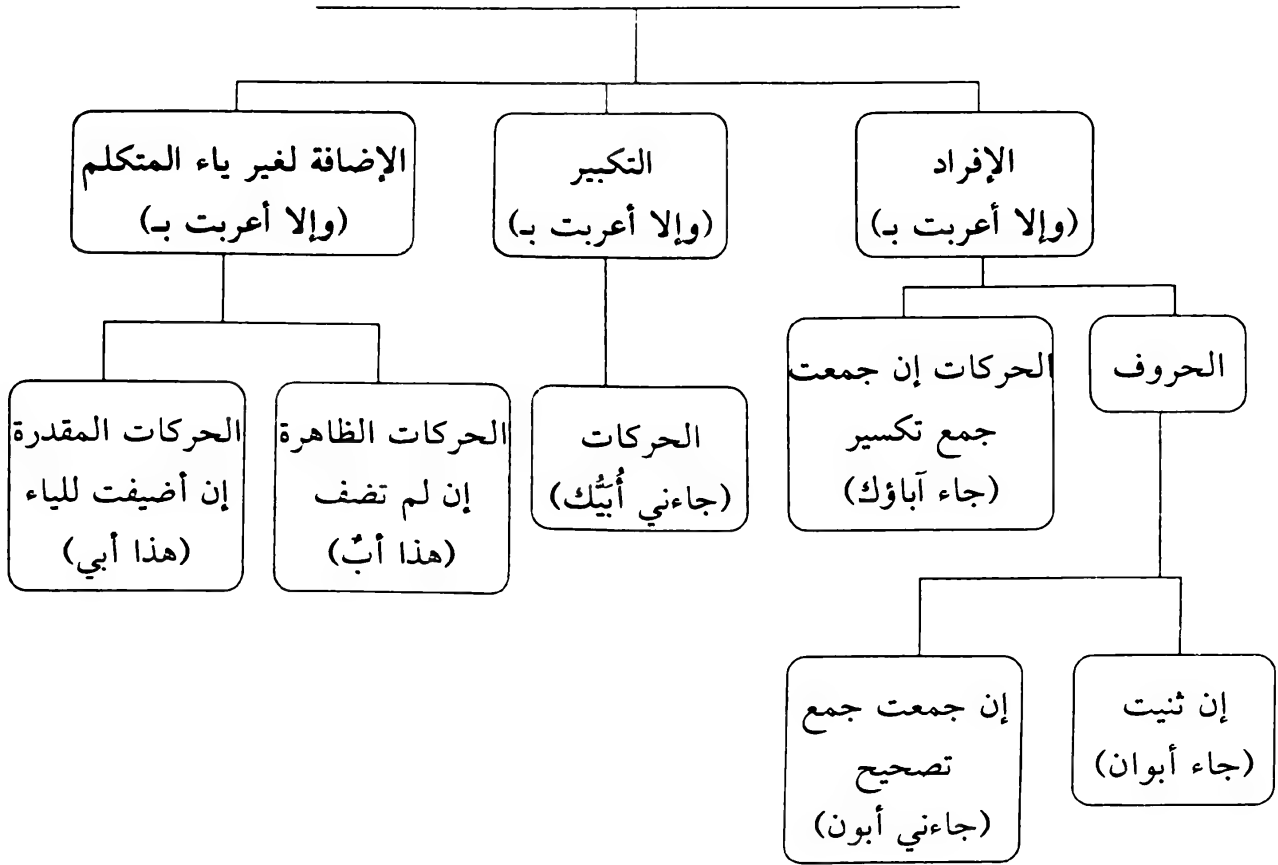 الإفراد
(وإلا أعربت بـ)
التكبير
(وإلا أعربت بـ)
الإضافة لغير ياء المتكلم
(وإلا أعربت بـ)
الحروف
الحركات إن جمعت
جمع تكسير
(جاء آباؤك)
الحركات
(جاءني أُبَيُّك)
الحركات الظاهرة
إن لم تضف
(هذا أبٌ)
الحركات المقدرة
إن أضيفت للياء
(هذا أبي)
إن ثنيت
(جاء أبوان)
إن جمعت جمع
تصحيح
(جاءني أبون)